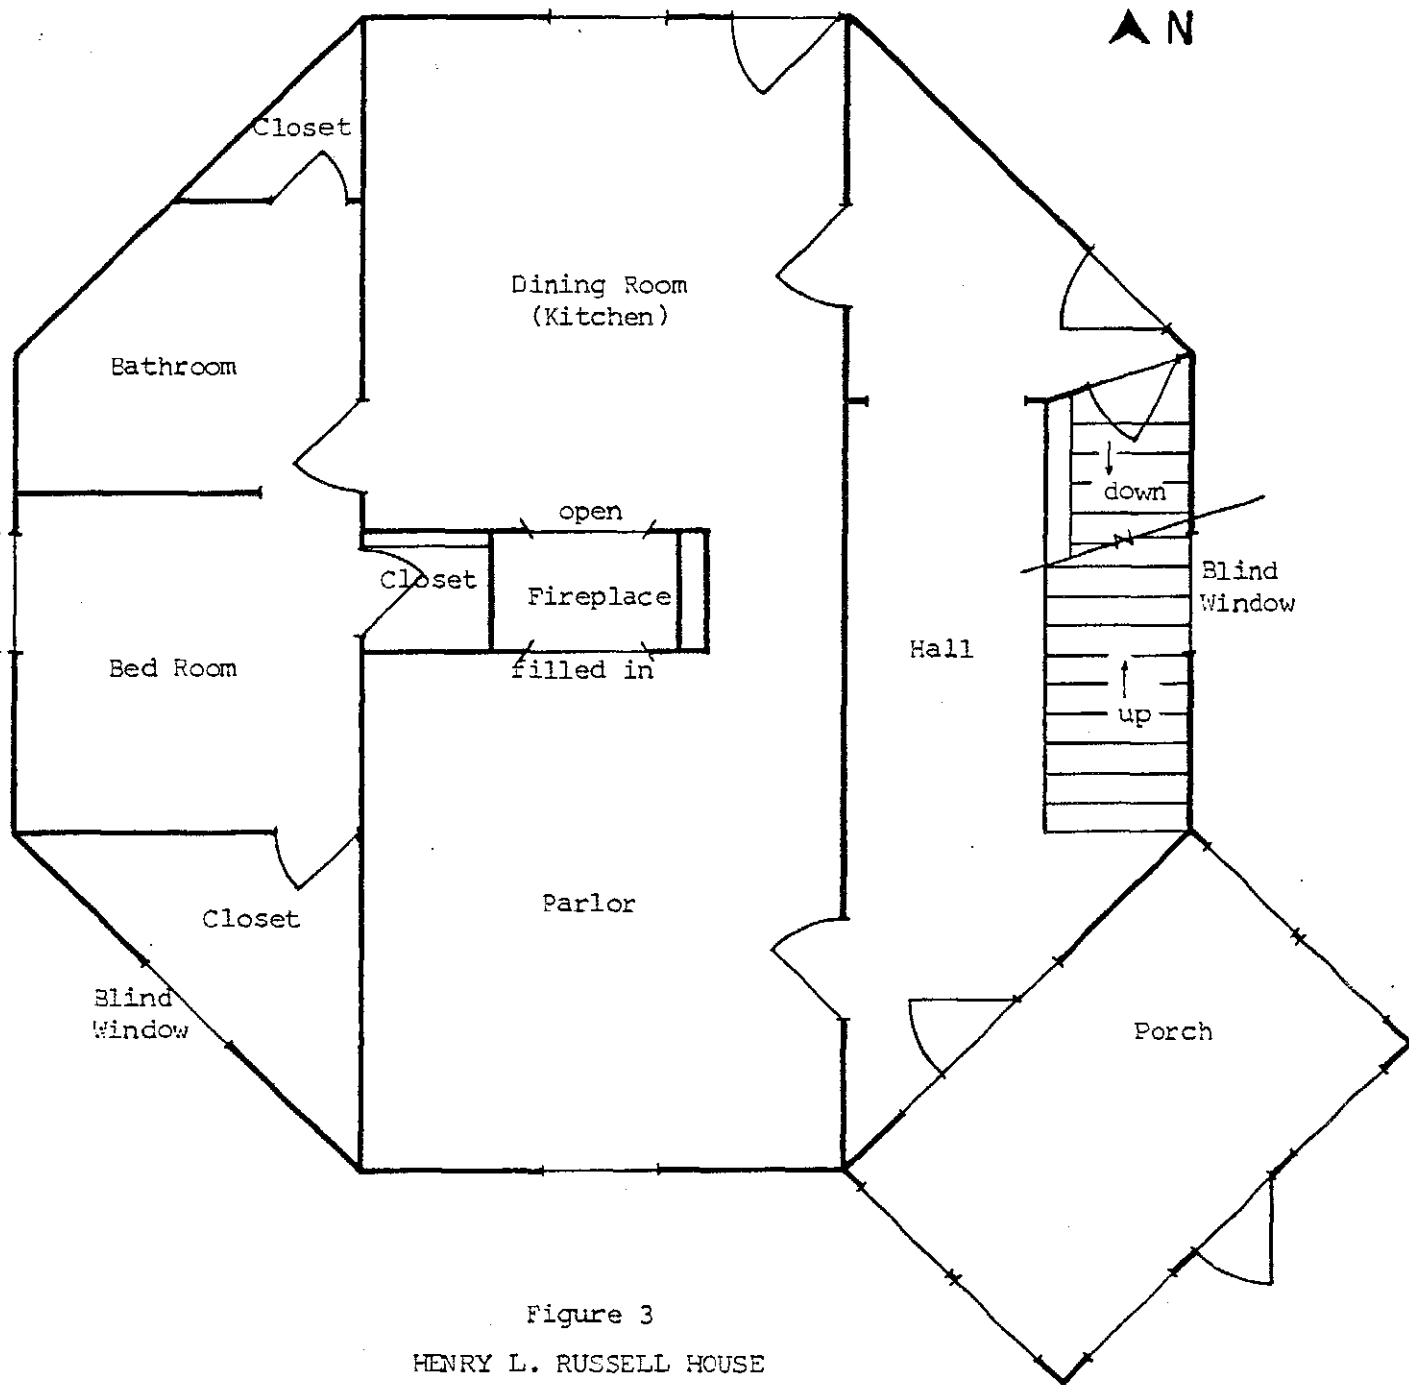 N
Closet
Dining Room
(Kitchen)
Bathroom
down
open
Closet
Fireplace
Blind
Window
Hall
Bed Room
filled in
up
Parlor
Closet
Blind
Window
Porch
Figure 3
HENRY L. RUSSELL HOUSE